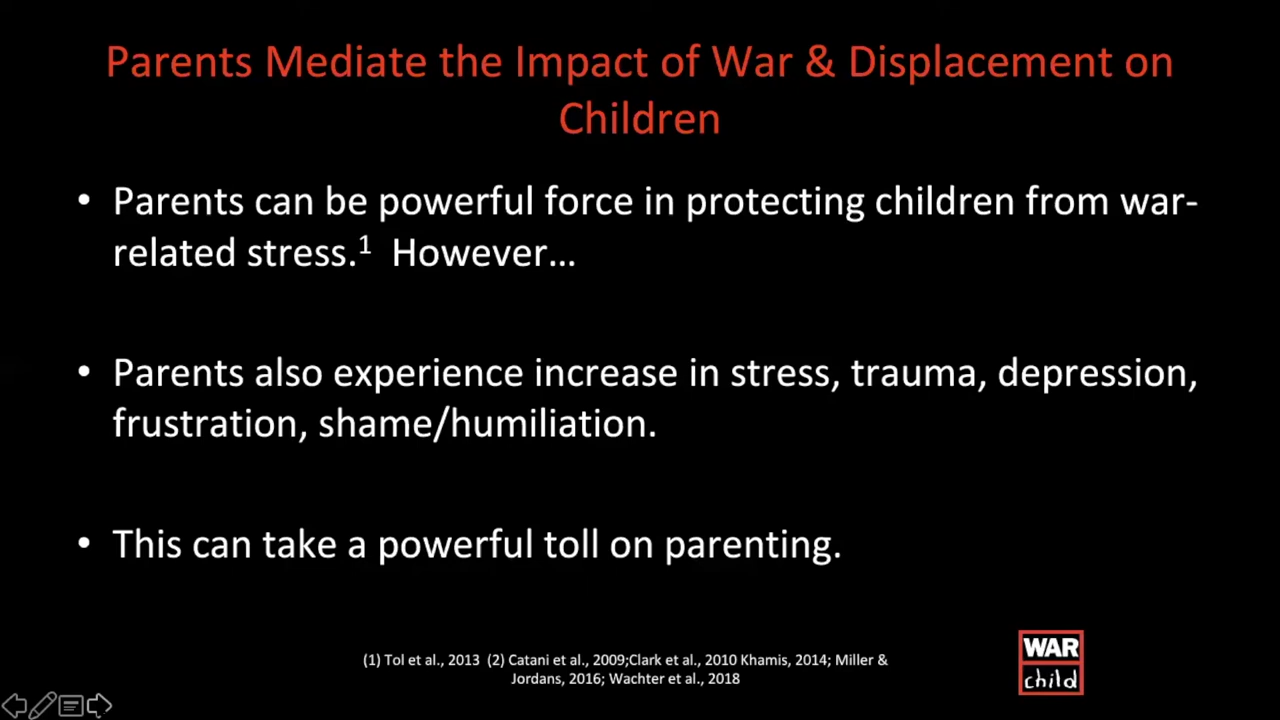 Parents Mediate the Impact of War & Displacement on
Children
• Parents can be powerful force in protecting children from war-
related stress.¹ However…
• Parents also experience increase in stress, trauma, depression,
frustration, shame/humiliation.
• This can take a powerful toll on parenting.
(1) Tol et al., 2013 (2) Catani et al., 2009;Clark et al., 2010 Khamis, 2014; Miller &
Jordans, 2016; Wachter et al., 2018
WAR
child